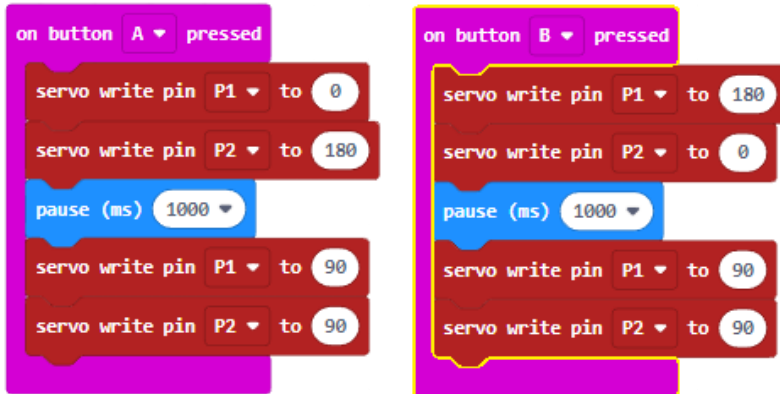 on button A pressed
servo write pin P1 to 0
servo write pin P2 to 180
pause (ms) 1000
servo write pin P1 to 90
servo write pin P2 to 90
on button B pressed
servo write pin P1 to 180
servo write pin P2 to 0
pause (ms) 1000
servo write pin P1 to 90
servo write pin P2 to 90